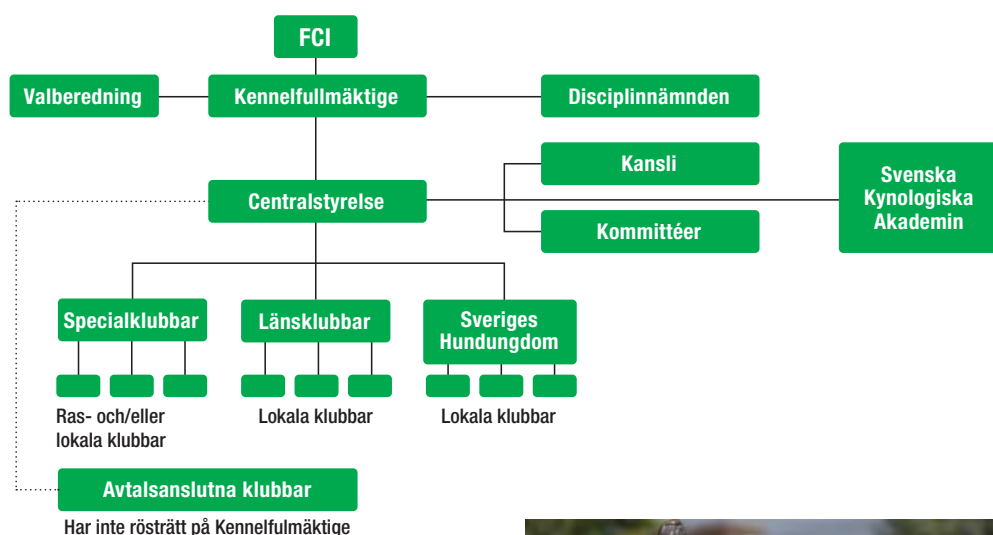 FCI
Valberedning
Kennelfullmäktige
Disciplinnämnden
Kansli
Centralstyrelse
Svenska
Kynologiska
Akademin
Kommittéer
Specialklubbar
Länsklubbar
Sveriges
Hundungdom
Ras- och/eller
lokala klubbar
Lokala klubbar
Lokala klubbar
Avtalsanslutna klubbar
Har inte rösträtt på Kennelfulmäktige